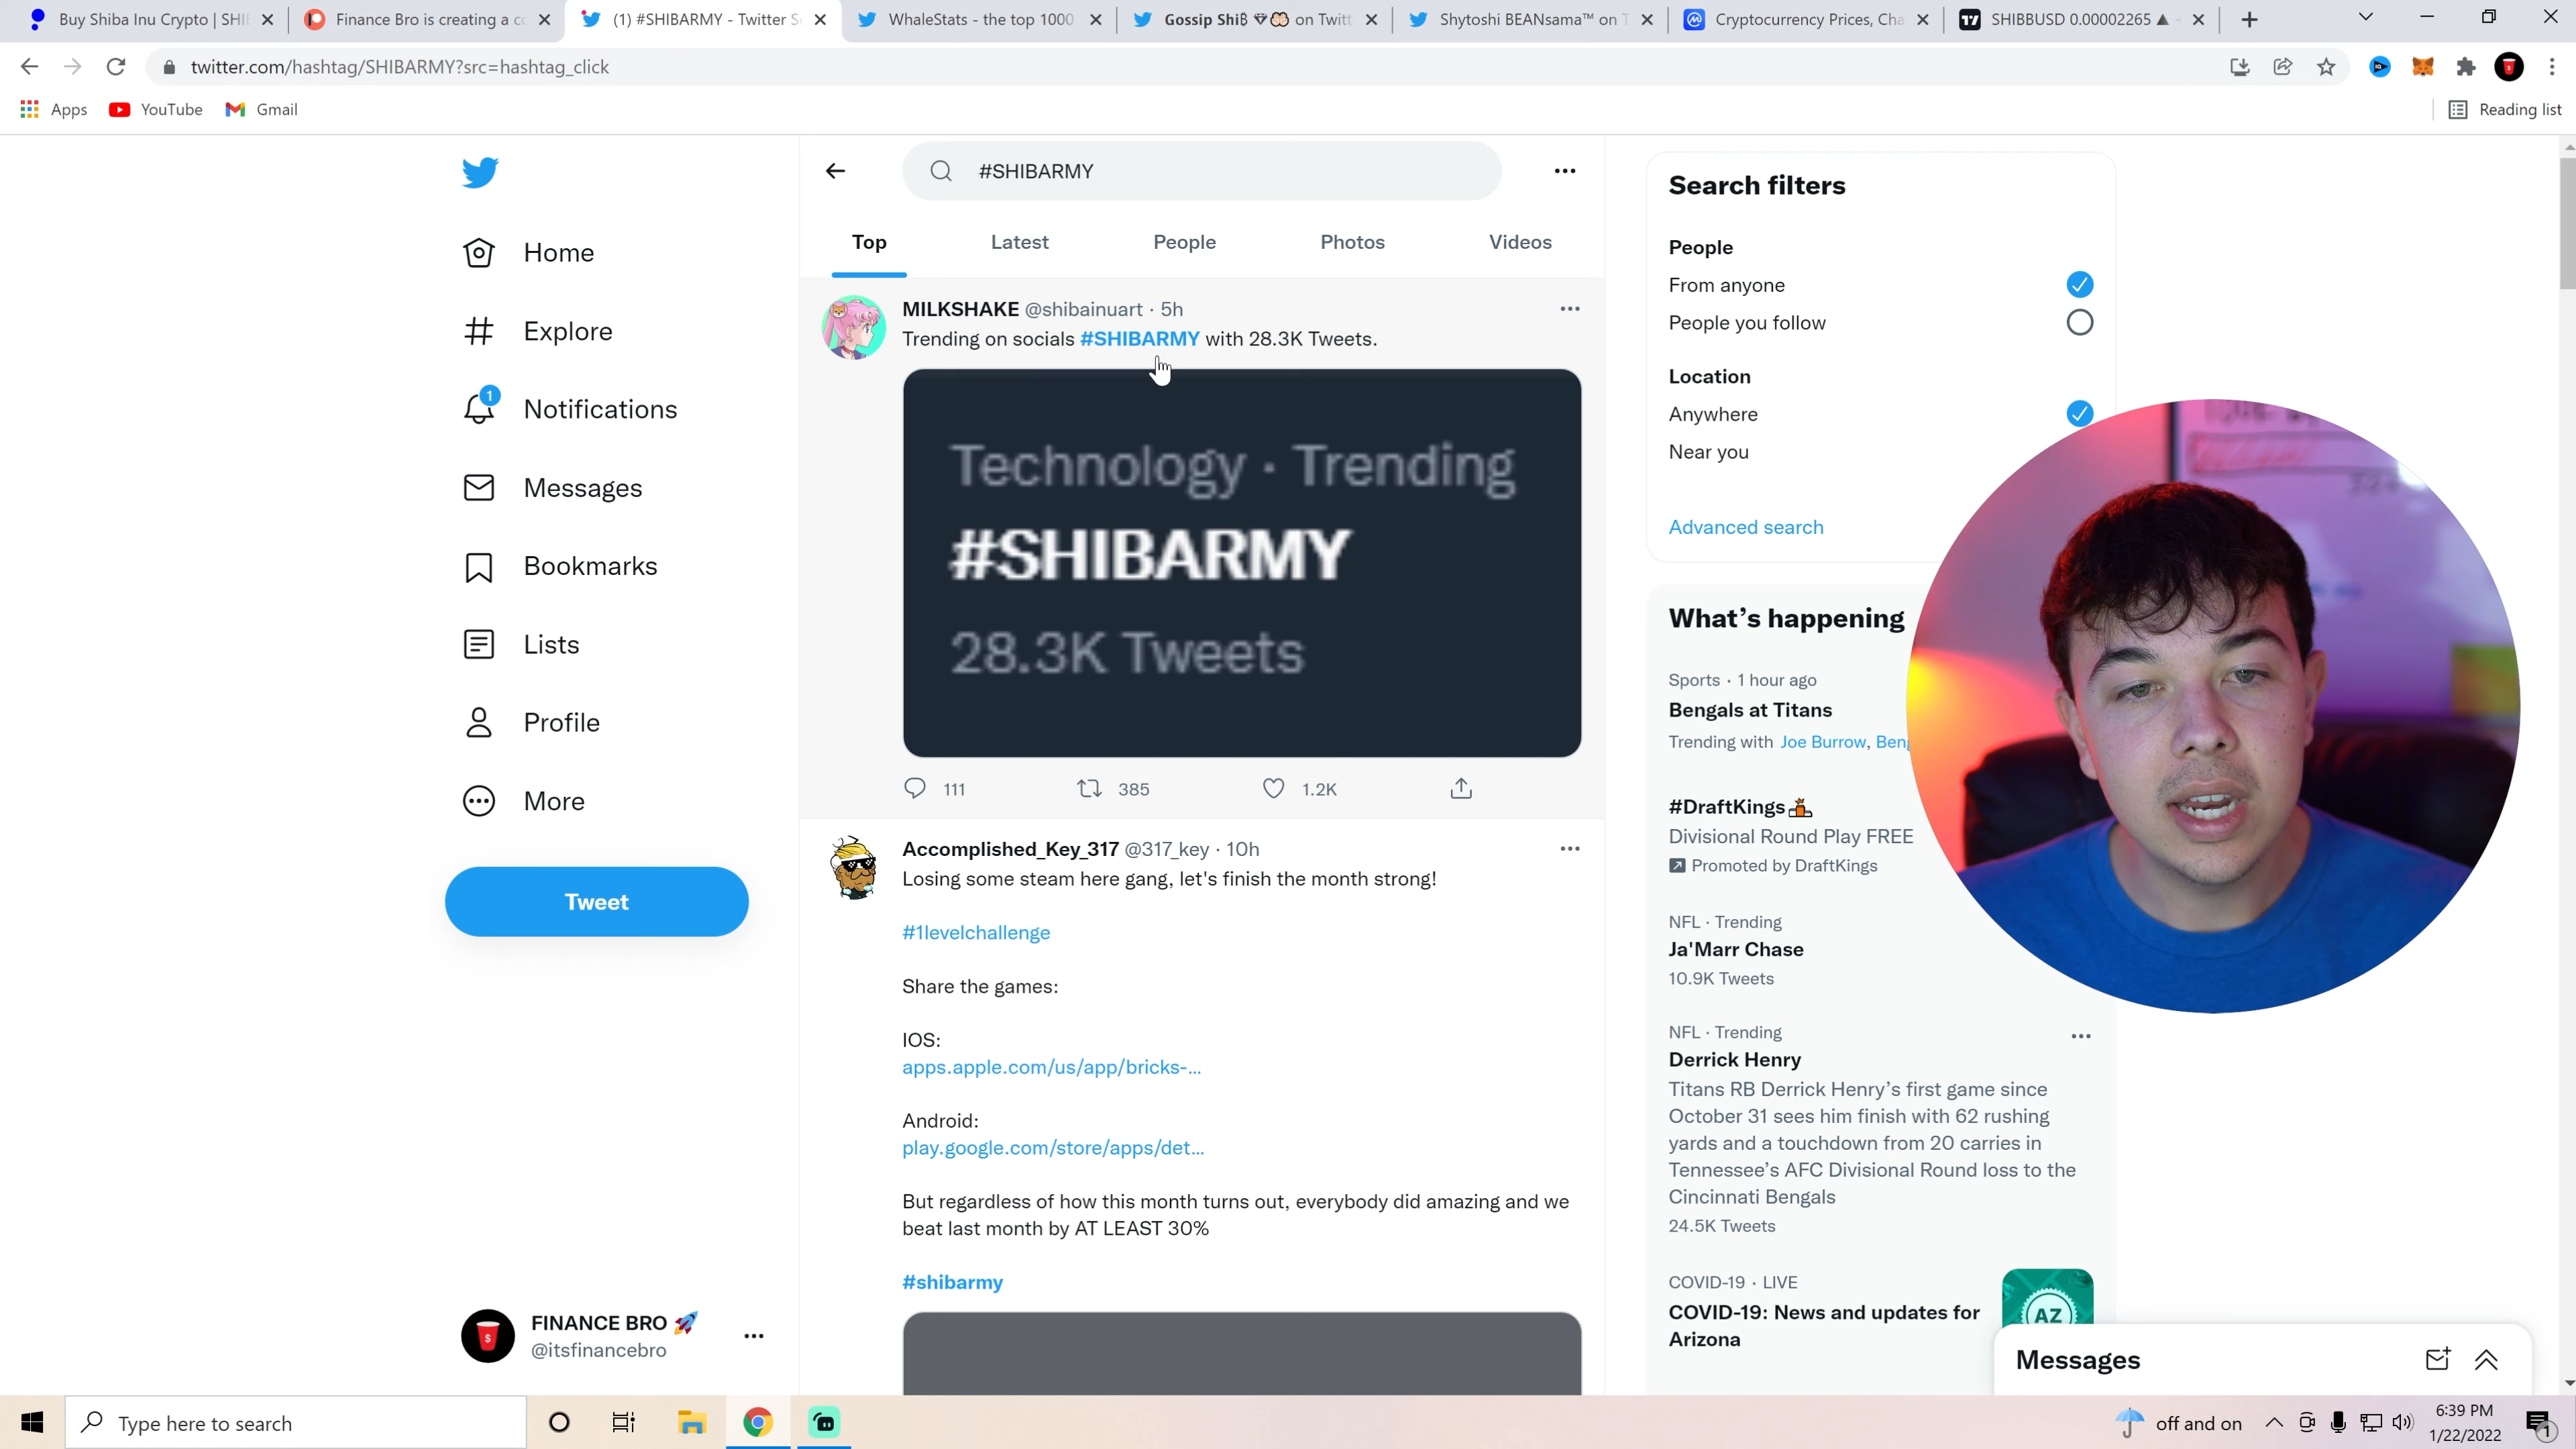 Buy Shiba Inu Crypto | SHI
Finance Bro is creating a co
(1) #SHIBARMY - Twitter S
WhaleStats - the top 1000
Gossip Shiβ 💎🙊 on Twitt
Shytoshi BEANsama™ on T
Cryptocurrency Prices, Cha
SHIBBUSD 0.00002265 ▲
twitter.com/hashtag/SHIBARMY?src=hashtag_click
Apps
YouTube
Gmail
Reading list
Home
Explore
1
Notifications
Messages
Bookmarks
Lists
Profile
More
Tweet
FINANCE BRO 🚀
@itsfinancebro
#SHIBARMY
Top
Latest
People
Photos
Videos
MILKSHAKE @shibainuart · 5h
Trending on socials #SHIBARMY with 28.3K Tweets.
Technology · Trending
#SHIBARMY
28.3K Tweets
111
385
1.2K
Accomplished_Key_317 @317_key · 10h
Losing some steam here gang, let's finish the month strong!
#1levelchallenge
Share the games:
IOS:
apps.apple.com/us/app/bricks-...
Android:
play.google.com/store/apps/det...
But regardless of how this month turns out, everybody did amazing and we
beat last month by AT LEAST 30%
#shibarmy
Search filters
People
From anyone
People you follow
Location
Anywhere
Near you
Advanced search
What's happening
Sports · 1 hour ago
Bengals at Titans
Trending with Joe Burrow, Beng
#DraftKings
Divisional Round Play FREE
Promoted by DraftKings
NFL · Trending
Ja'Marr Chase
10.9K Tweets
NFL · Trending
Derrick Henry
Titans RB Derrick Henry's first game since
October 31 sees him finish with 62 rushing
yards and a touchdown from 20 carries in
Tennessee's AFC Divisional Round loss to the
Cincinnati Bengals
24.5K Tweets
COVID-19 · LIVE
COVID-19: News and updates for
Arizona
AZ
Messages
Type here to search
off and on
6:39 PM
1/22/2022
1